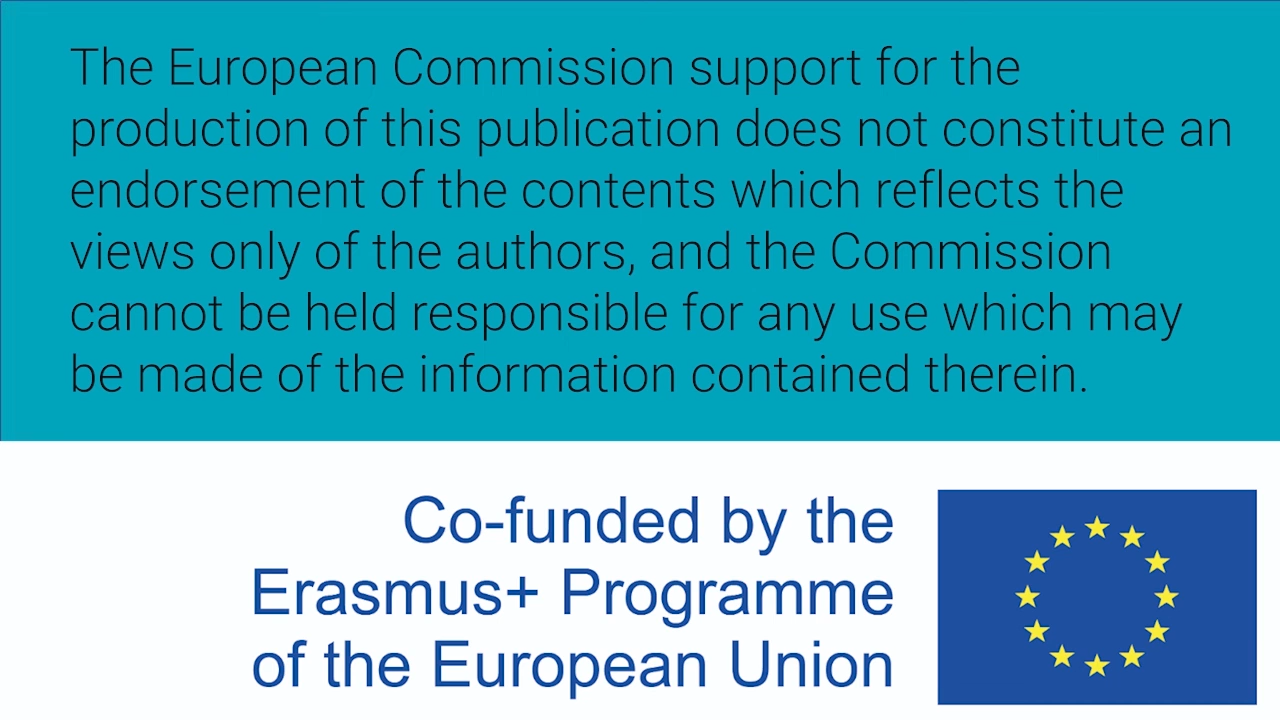 The European Commission support for the
production of this publication does not constitute an
endorsement of the contents which reflects the
views only of the authors, and the Commission
cannot be held responsible for any use which may
be made of the information contained therein.
Co-funded by the
Erasmus+ Programme
of the European Union